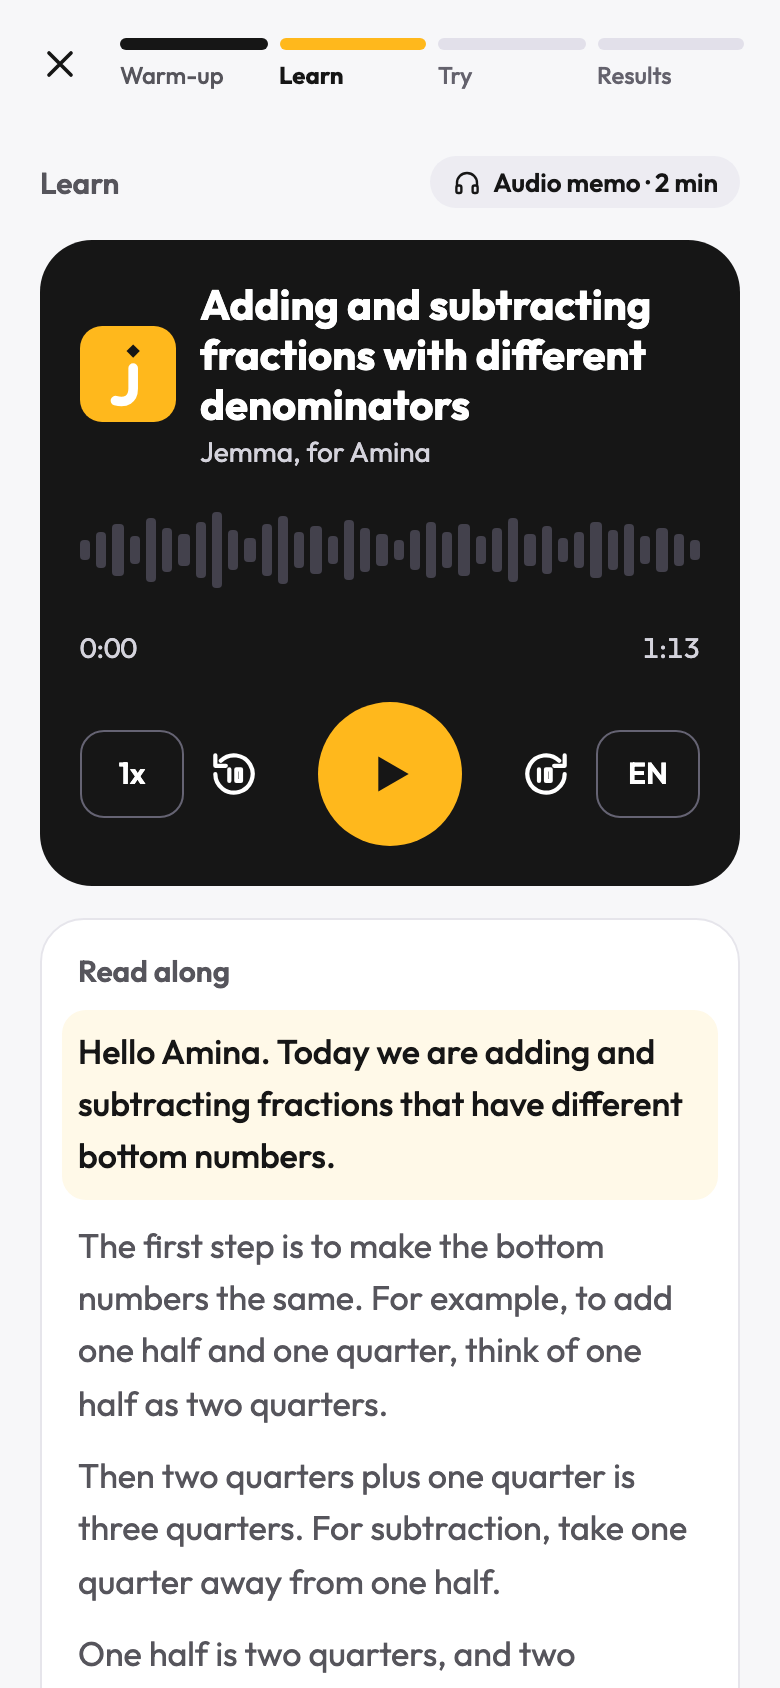 Warm-up
Learn
Try
Results
Learn
Audio memo · 2 min
Adding and subtracting
fractions with different
denominators
Jemma, for Amina
0:00
1:13
1x
10
10
EN
Read along
Hello Amina. Today we are adding and
subtracting fractions that have different
bottom numbers.
The first step is to make the bottom
numbers the same. For example, to add
one half and one quarter, think of one
half as two quarters.
Then two quarters plus one quarter is
three quarters. For subtraction, take one
quarter away from one half.
One half is two quarters, and two